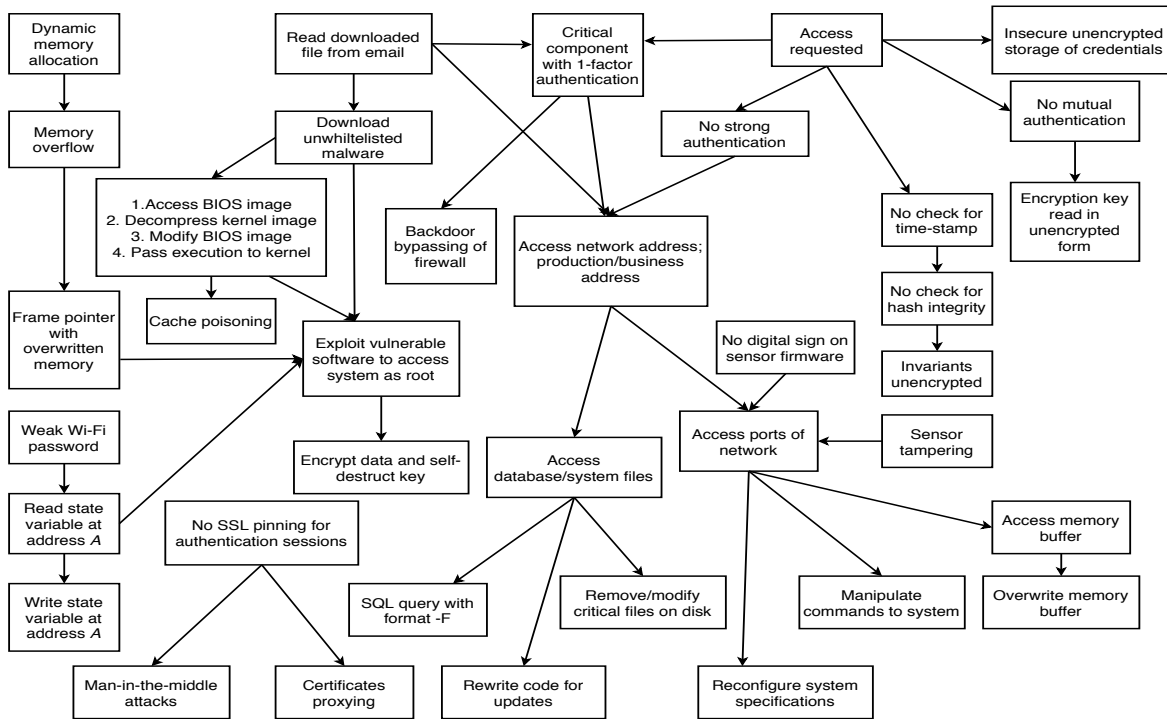 Dynamic
memory
allocation
Read downloaded
file from email
Critical
component
with 1-factor
authentication
Access
requested
Insecure unencrypted
storage of credentials
Memory
overflow
Download
unwhiltelisted
malware
No strong
authentication
No mutual
authentication
1.Access BIOS image
2. Decompress kernel image
3. Modify BIOS image
4. Pass execution to kernel
Backdoor
bypassing of
firewall
Access network address;
production/business
address
No check for
time-stamp
Encryption key
read in
unencrypted
form
Frame pointer
with
overwritten
memory
Cache poisoning
Exploit vulnerable
software to access
system as root
No digital sign on
sensor firmware
No check for
hash integrity
Invariants
unencrypted
Weak Wi-Fi
password
Encrypt data and self-
destruct key
Access
database/system files
Access ports of
network
Sensor
tampering
Read state
variable at
address A
No SSL pinning for
authentication sessions
Access memory
buffer
Write state
variable at
address A
SQL query with
format -F
Remove/modify
critical files on disk
Manipulate
commands to system
Overwrite memory
buffer
Man-in-the-middle
attacks
Certificates
proxying
Rewrite code for
updates
Reconfigure system
specifications